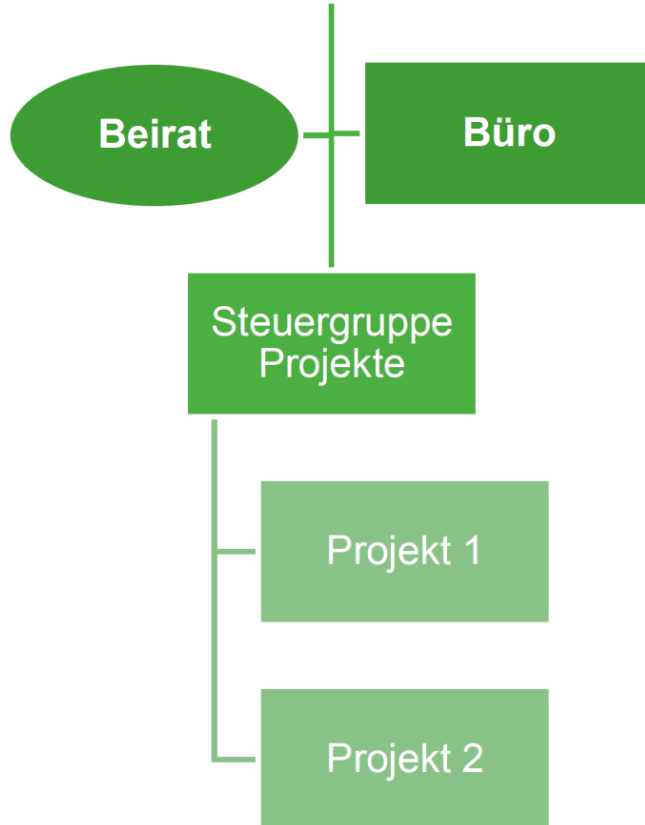 Beirat
Büro
Steuergruppe
Projekte
Projekt 1
Projekt 2